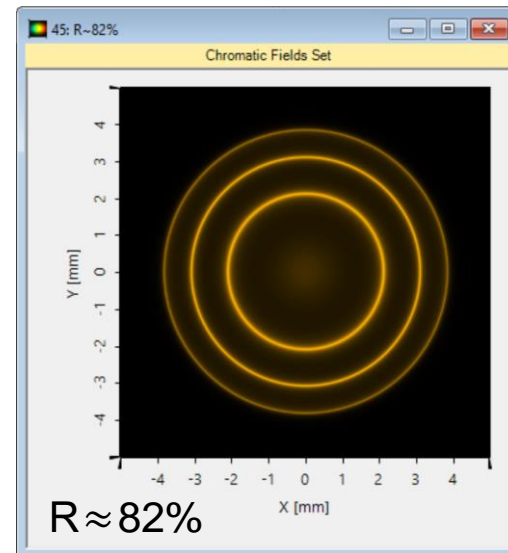 45: R~82%
Chromatic Fields Set
Y [mm]
4
3
2
1
0
-1
-2
-3
-4
-4 -3 -2 -1 0 1 2 3 4
X [mm]
R≈82%